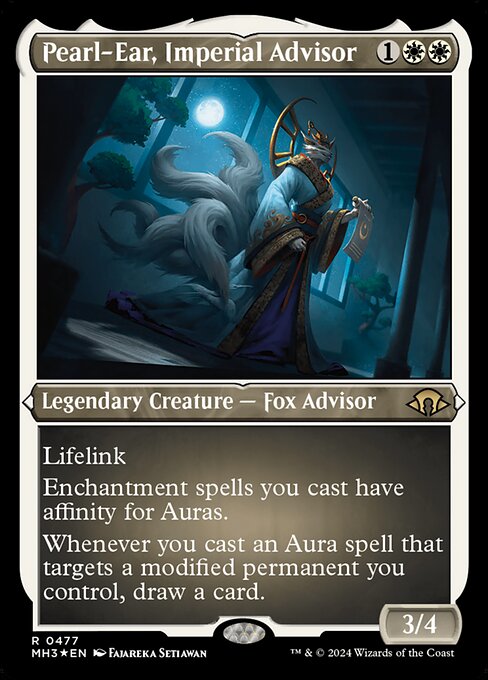 Pearl-Ear, Imperial Advisor 1
Legendary Creature — Fox Advisor
Lifelink
Enchantment spells you cast have
affinity for Auras.
Whenever you cast an Aura spell that
targets a modified permanent you
control, draw a card.
3/4
R 0477
MH3★EN Fajareka Setiawan
™ & © 2024 Wizards of the Coast